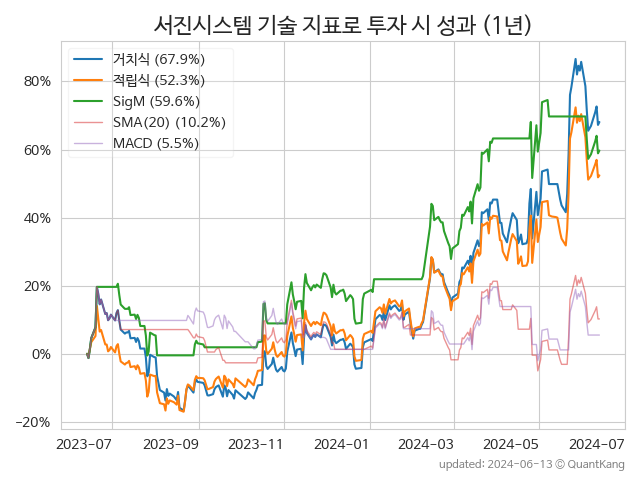 서진시스템 기술 지표로 투자 시 성과 (1년)
거치식 (67.9%)
적립식 (52.3%)
SigM (59.6%)
SMA(20) (10.2%)
MACD (5.5%)
80%
60%
40%
20%
0%
−20%
2023-07 2023-09 2023-11 2024-01 2024-03 2024-05 2024-07
updated: 2024-06-13 ⓒ QuantKang